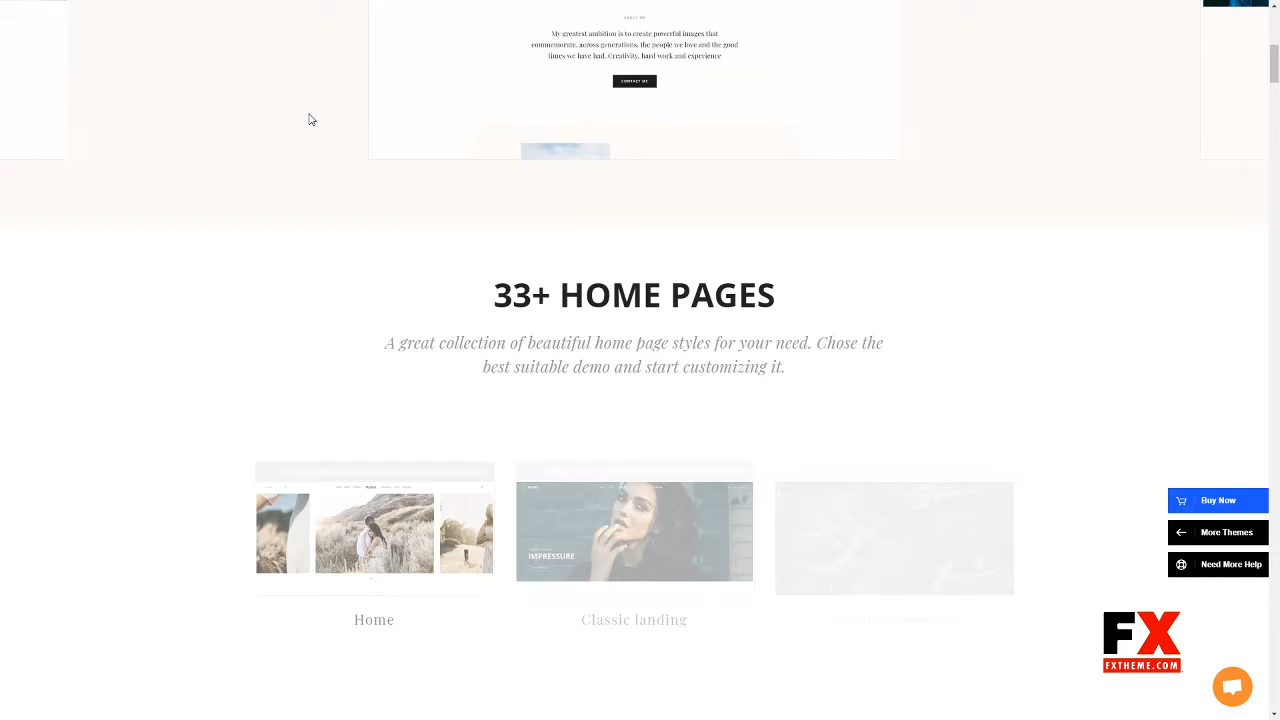 ABOUT ME
My greatest ambition is to create powerful images that
commemorate, across generations, the people we love and the good
times we have had. Creativity, hard work and experience
CONTACT ME
33+ HOME PAGES
A great collection of beautiful home page styles for your need. Chose the
best suitable demo and start customizing it.
IMPRESSURE
Home
Classic landing
Buy Now
More Themes
Need More Help
FX
FXTHEME.COM